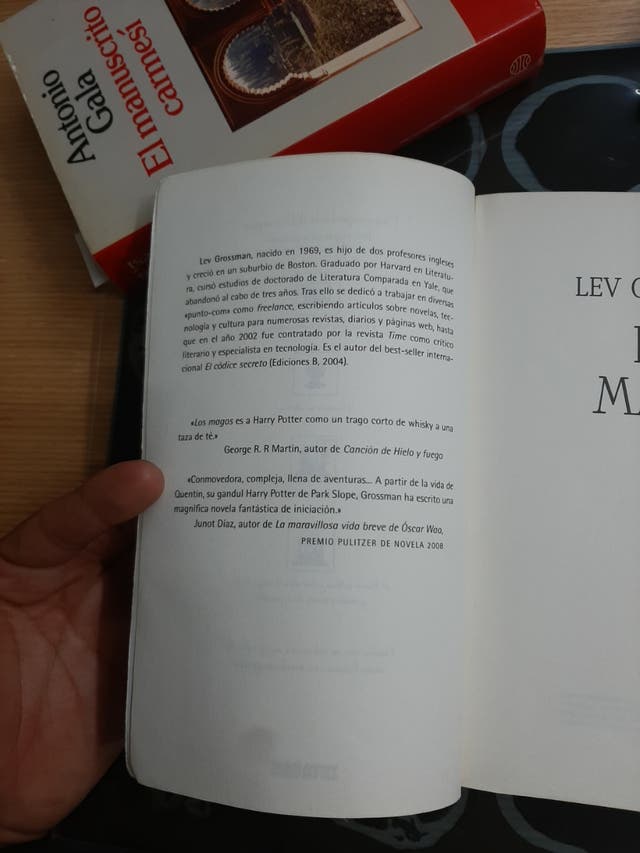 Antonio
Gala
El manuscrito
carmesí
Lev Grossman, nacido en 1969, es hijo de dos profesores ingleses
y creció en un suburbio de Boston. Graduado por Harvard en Literatu-
ra, cursó estudios de doctorado de Literatura Comparada en Yale, que
abandonó al cabo de tres años. Tras ello se dedicó a trabajar en diversas
«punto-com» como freelance, escribiendo artículos sobre novelas, tec-
nología y cultura para numerosas revistas, diarios y páginas web, hasta
que en el año 2002 fue contratado por la revista Time como crítico
literario y especialista en tecnología. Es el autor del best-seller interna-
cional El códice secreto (Ediciones B, 2004).
«Los magos es a Harry Potter como un trago corto de whisky a una
taza de té.»
George R. R Martin, autor de Canción de Hielo y fuego
«Conmovedora, compleja, llena de aventuras... A partir de la vida de
Quentin, su gandul Harry Potter de Park Slope, Grossman ha escrito una
magnífica novela fantástica de iniciación.»
Junot Díaz, autor de La maravillosa vida breve de Óscar Wao,
PREMIO PULITZER DE NOVELA 2008
LEV
MA